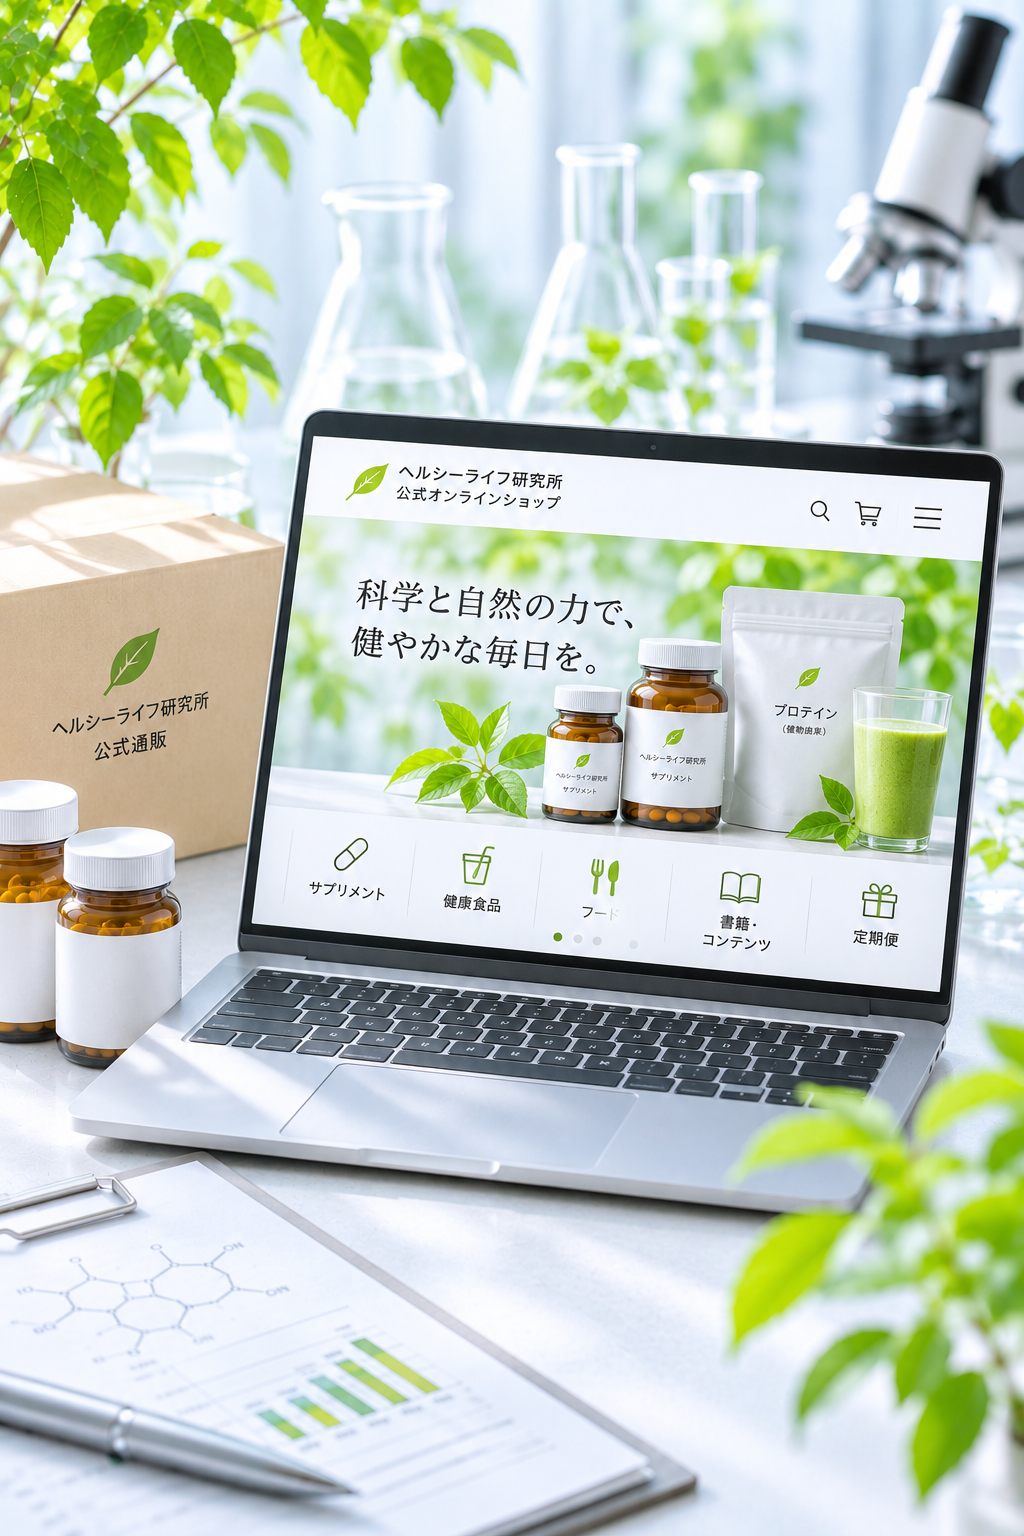 ヘルシーライフ研究所
公式オンラインショップ
科学と自然の力で、
健やかな毎日を。
プロテイン
(植物由来)
ヘルシーライフ研究所
サプリメント
ヘルシーライフ研究所
サプリメント
サプリメント
健康食品
フード
書籍・
コンテンツ
定期便
ヘルシーライフ研究所
公式通販